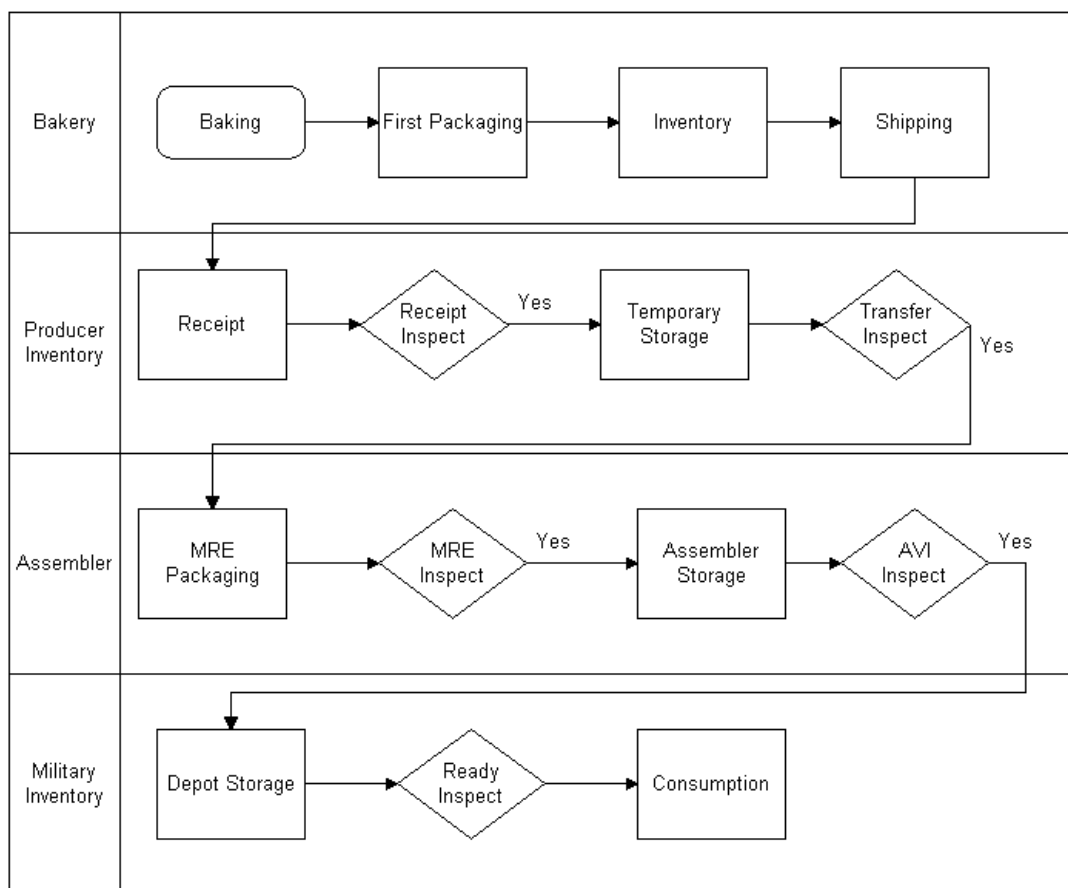 Bakery
Baking
First Packaging
Inventory
Shipping
Producer
Inventory
Receipt
Receipt
Inspect
Yes
Temporary
Storage
Transfer
Inspect
Yes
Assembler
MRE
Packaging
MRE
Inspect
Yes
Assembler
Storage
AVI
Inspect
Yes
Military
Inventory
Depot Storage
Ready
Inspect
Consumption